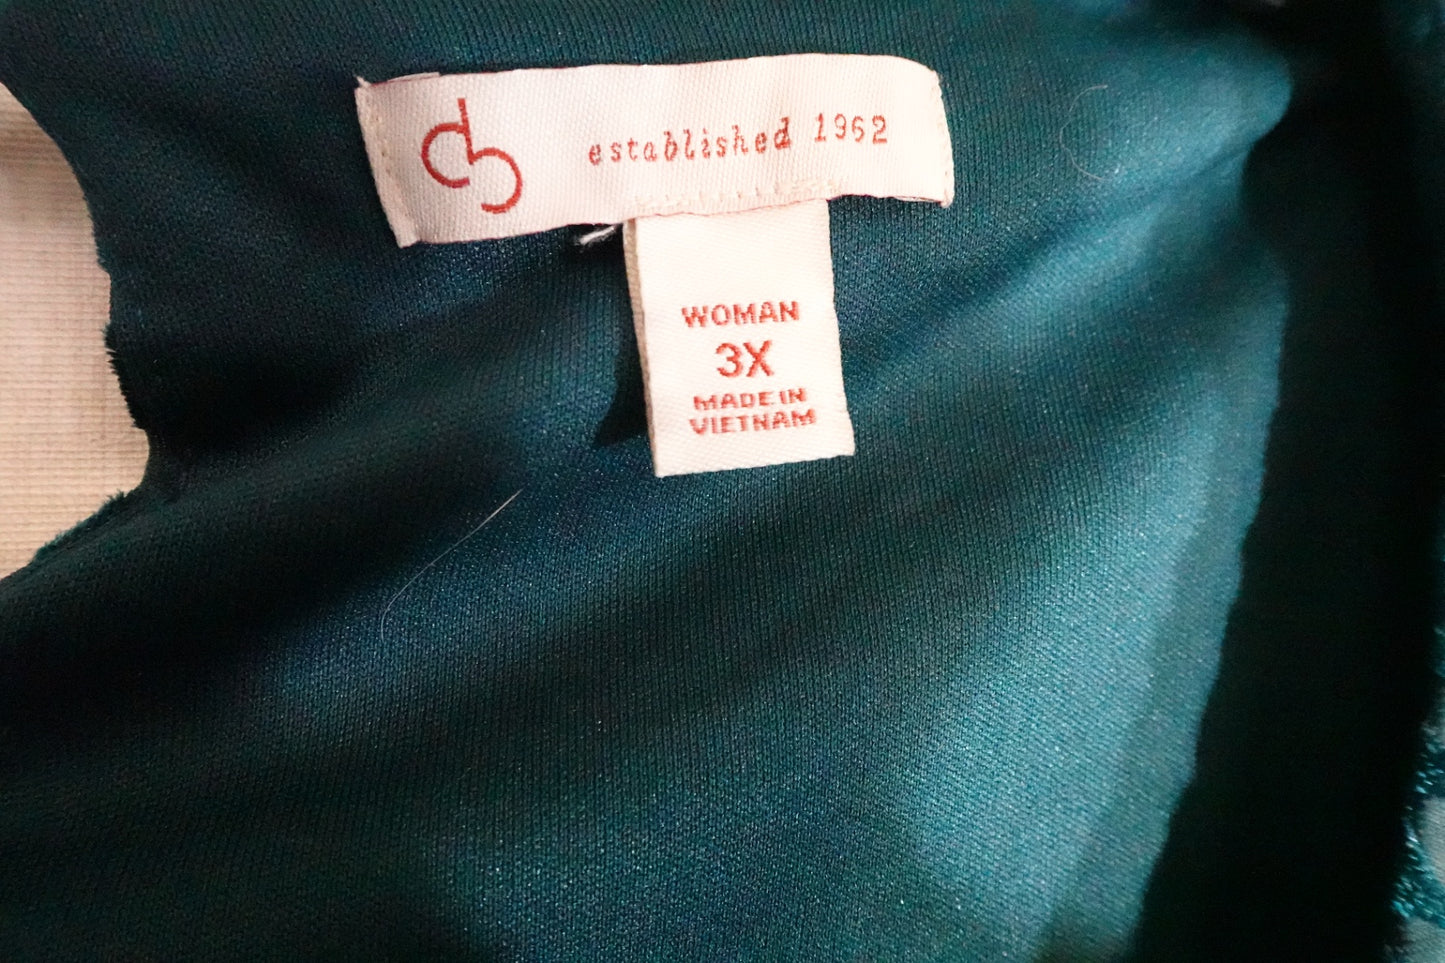 established 1962
WOMAN
3X
MADE IN
VIETNAM